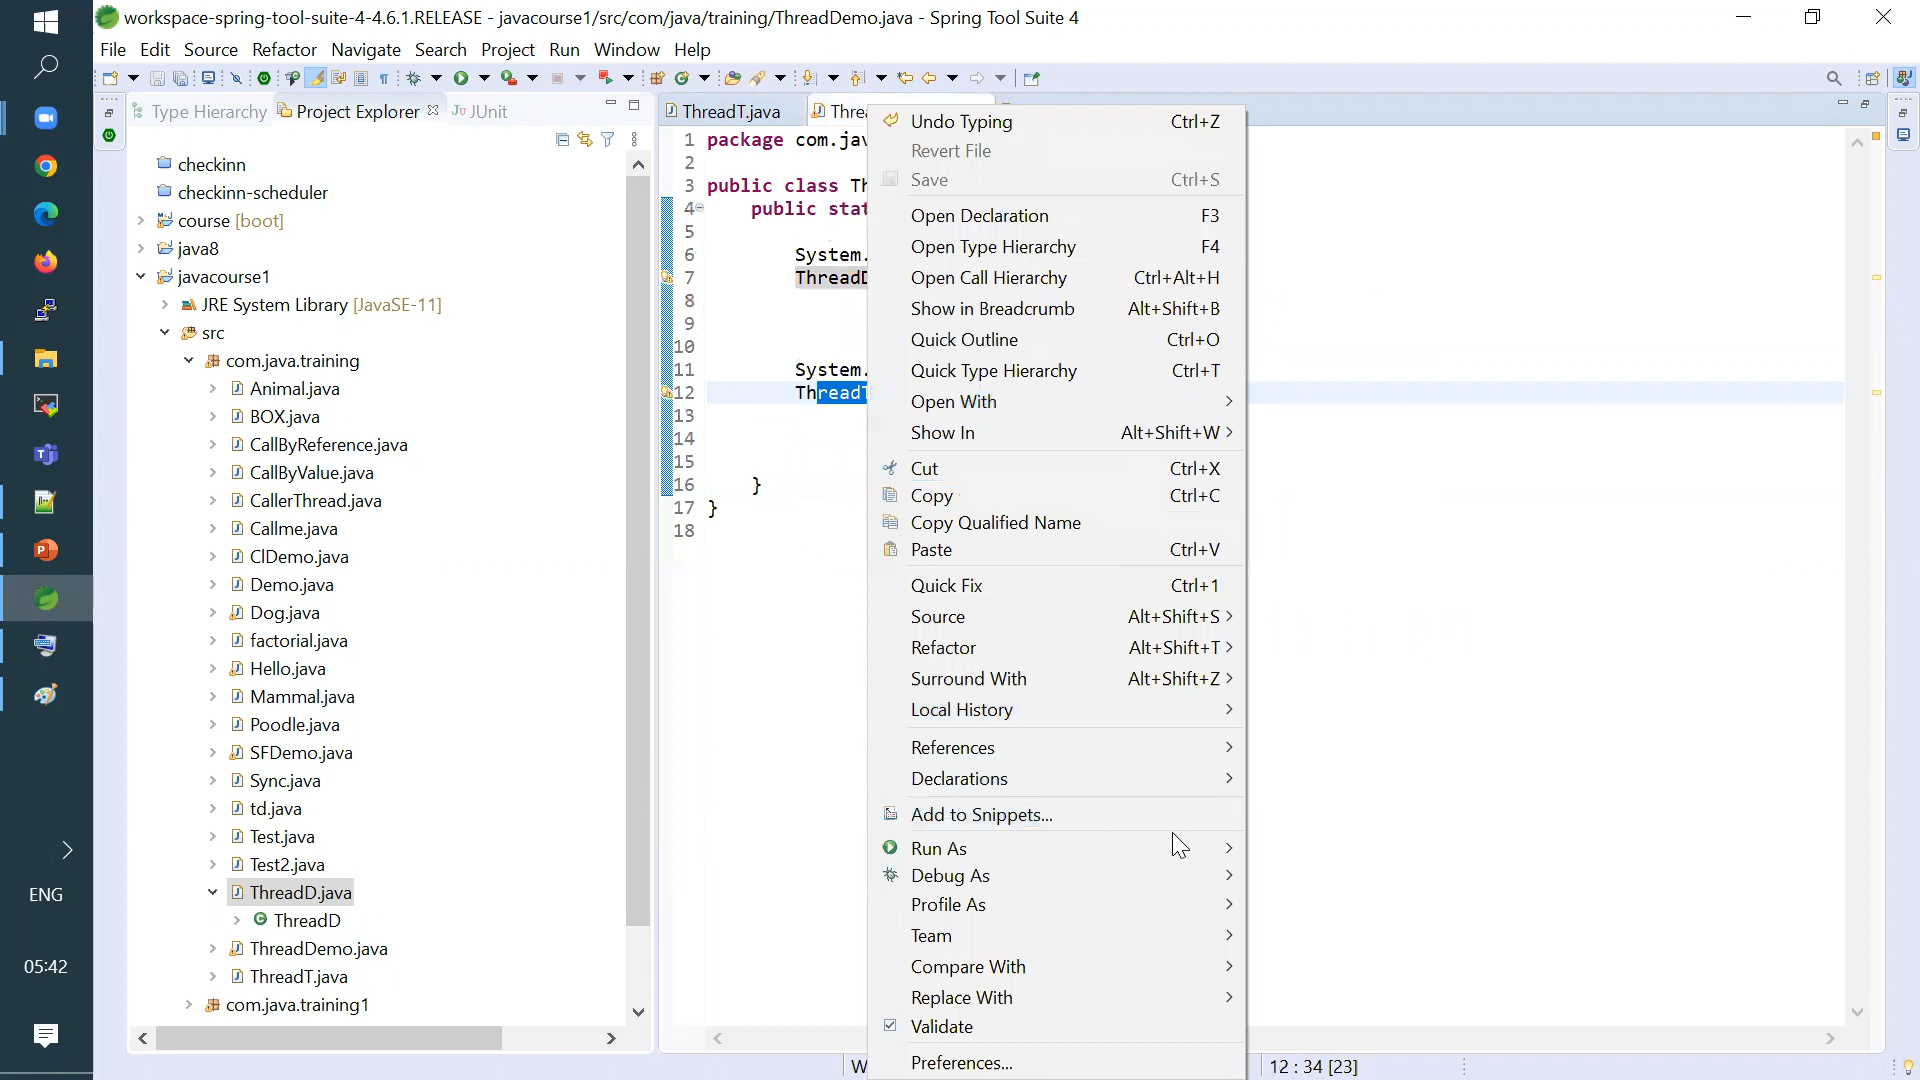 workspace-spring-tool-suite-4-4.6.1.RELEASE - javacourse1/src/com/java/training/ThreadDemo.java - Spring Tool Suite 4
File Edit Source Refactor Navigate Search Project Run Window Help
Type Hierarchy Project Explorer JUnit
checkinn
checkinn-scheduler
course [boot]
java8
javacourse1
JRE System Library [JavaSE-11]
src
com.java.training
Animal.java
BOX.java
CallByReference.java
CallByValue.java
CallerThread.java
Callme.java
ClDemo.java
Demo.java
Dog.java
factorial.java
Hello.java
Mammal.java
Poodle.java
SFDemo.java
Sync.java
td.java
Test.java
Test2.java
ThreadD.java
ThreadD
ThreadDemo.java
ThreadT.java
com.java.training1
ThreadT.java
1 package com.jav
2
3 public class Th
4 public stat
5
6 System.
7 ThreadD
8
9
10
11 System.
12 ThreadT
13
14
15
16 }
17 }
18
Undo Typing Ctrl+Z
Revert File
Save Ctrl+S
Open Declaration F3
Open Type Hierarchy F4
Open Call Hierarchy Ctrl+Alt+H
Show in Breadcrumb Alt+Shift+B
Quick Outline Ctrl+O
Quick Type Hierarchy Ctrl+T
Open With
Show In Alt+Shift+W
Cut Ctrl+X
Copy Ctrl+C
Copy Qualified Name
Paste Ctrl+V
Quick Fix Ctrl+1
Source Alt+Shift+S
Refactor Alt+Shift+T
Surround With Alt+Shift+Z
Local History
References
Declarations
Add to Snippets...
Run As
Debug As
Profile As
Team
Compare With
Replace With
Validate
Preferences...
12 : 34 [23]
ENG
05:42